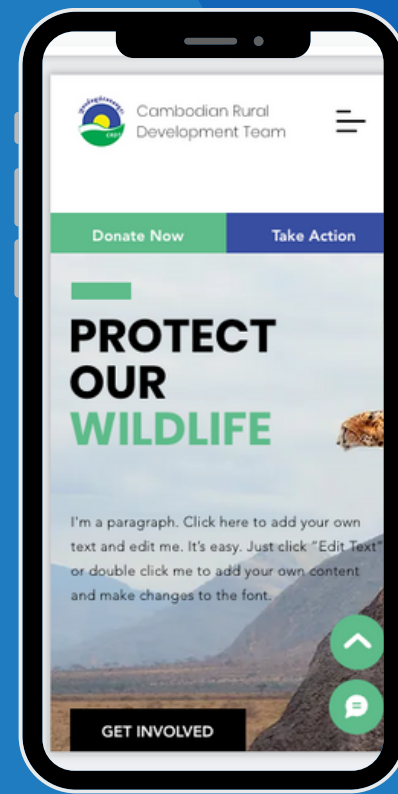 Cambodian Rural
Development Team
Donate Now
Take Action
PROTECT
OUR
WILDLIFE
I'm a paragraph. Click here to add your own
text and edit me. It's easy. Just click "Edit Text"
or double click me to add your own content
and make changes to the font.
GET INVOLVED